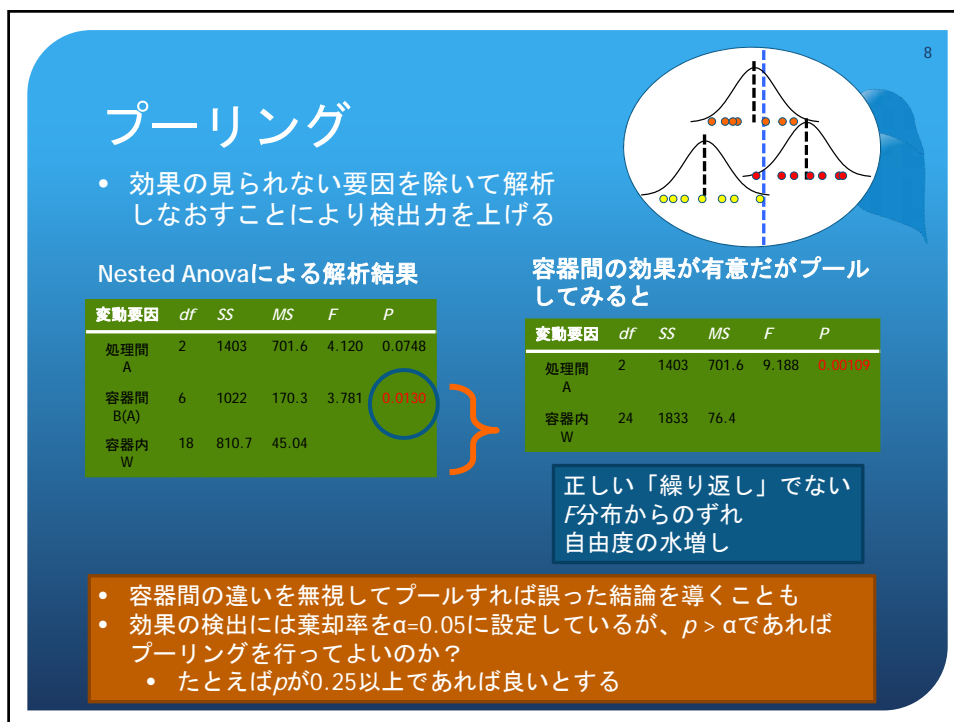 8
プーリング
• 効果の見られない要因を除いて解析
しなおすことにより検出力を上げる
Nested Anovaによる解析結果
変動要因 df SS MS F P
処理間 2 1403 701.6 4.120 0.0748
A
容器間 6 1022 170.3 3.781 0.0130
B(A)
容器内 18 810.7 45.04
W
容器間の効果が有意だがプール
してみると
変動要因 df SS MS F P
処理間 2 1403 701.6 9.188 0.00109
A
容器内 24 1833 76.4
W
正しい「繰り返し」でない
F分布からのずれ
自由度の水増し
• 容器間の違いを無視してプールすれば誤った結論を導くことも
• 効果の検出には棄却率をα=0.05に設定しているが、p > αであれば
プーリングを行ってよいのか？
• たとえばpが0.25以上であれば良いとする